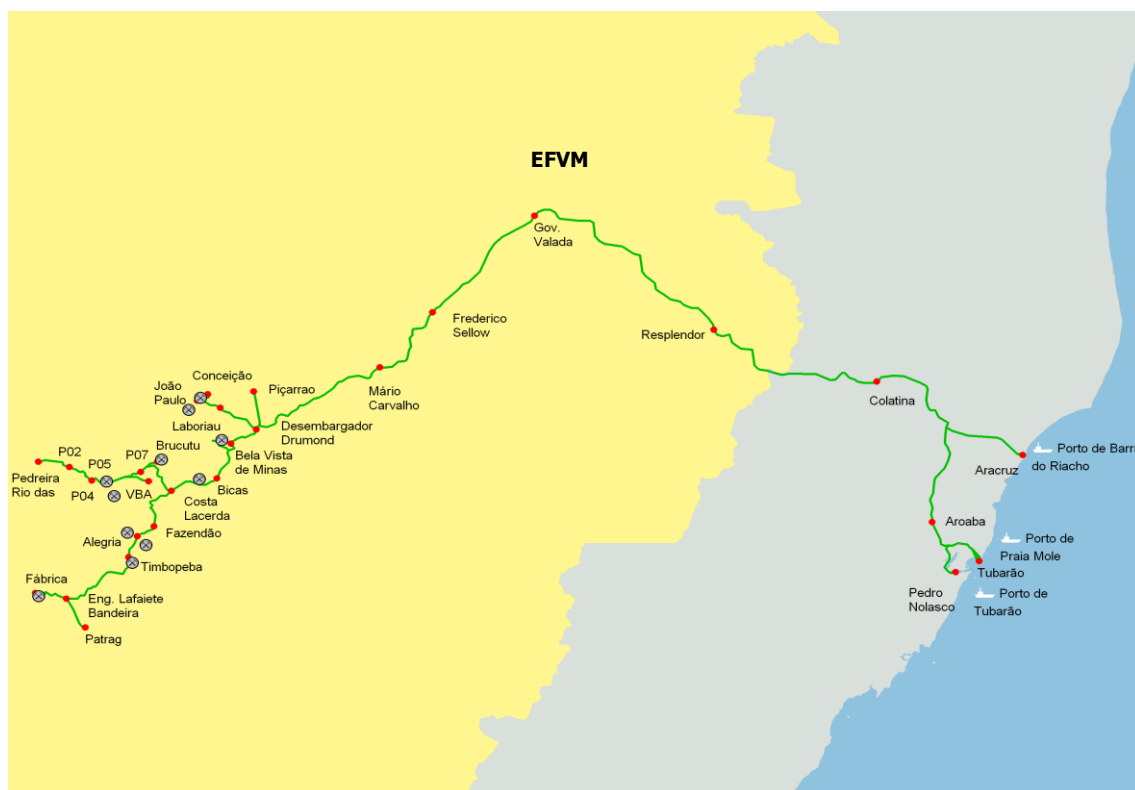 EFVM
Gov.
Valada
Frederico
Sellow
Resplendor
Mário
Carvalho
Colatina
Conceição
João
Paulo
Piçarrao
Laboriau
Desembargador
Drumond
Brucutu
Bela Vista
de Minas
P07
P02
P05
Pedreira
Rio das
P04
VBA
Bicas
Costa
Lacerda
Fazendão
Alegria
Timbopeba
Fábrica
Eng. Lafaiete
Bandeira
Patrag
Porto de Barra
do Riacho
Aracruz
Aroaba
Porto de
Praia Mole
Tubarão
Pedro
Nolasco
Porto de
Tubarão